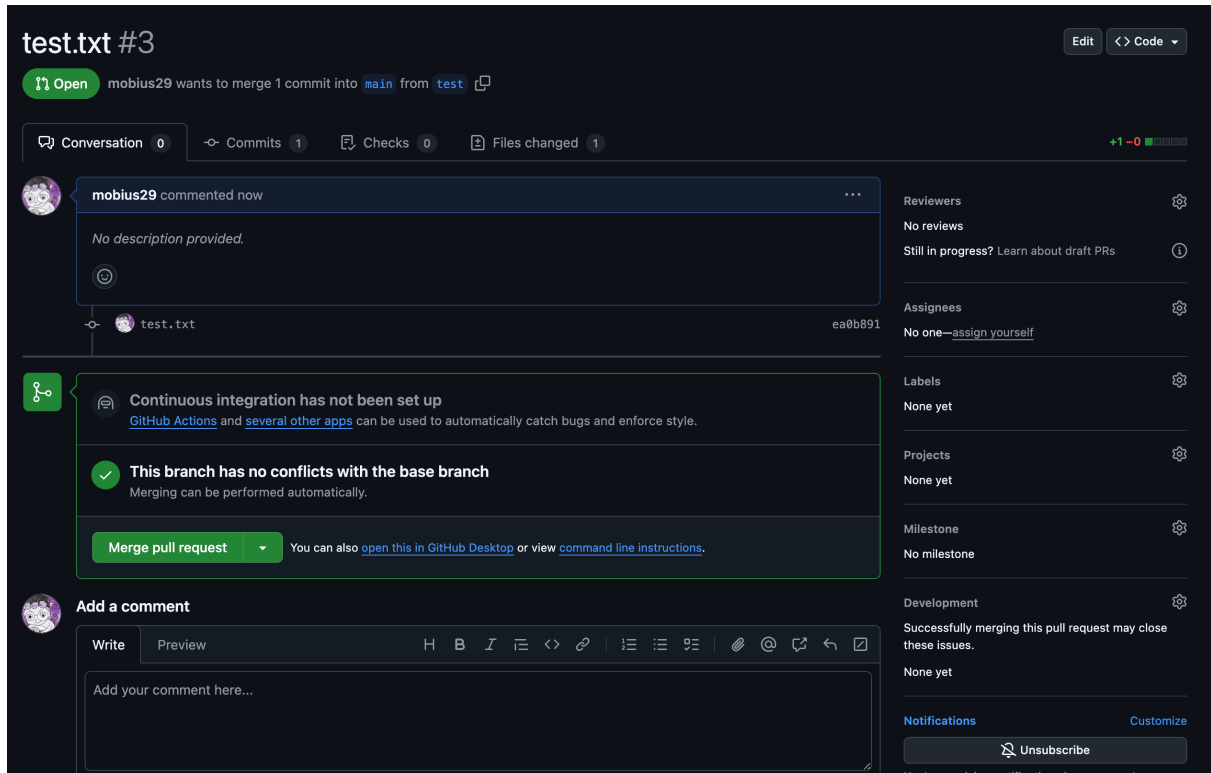 test.txt #3
Edit
<> Code
Open
mobius29 wants to merge 1 commit into main from test
Conversation 0
Commits 1
Checks 0
Files changed 1
+1 −0
mobius29 commented now
No description provided.
test.txt
ea0b891
Continuous integration has not been set up
GitHub Actions and several other apps can be used to automatically catch bugs and enforce style.
This branch has no conflicts with the base branch
Merging can be performed automatically.
Merge pull request
You can also open this in GitHub Desktop or view command line instructions.
Add a comment
Write
Preview
Add your comment here...
Reviewers
No reviews
Still in progress? Learn about draft PRs
Assignees
No one—assign yourself
Labels
None yet
Projects
None yet
Milestone
No milestone
Development
Successfully merging this pull request may close
these issues.
None yet
Notifications
Customize
Unsubscribe